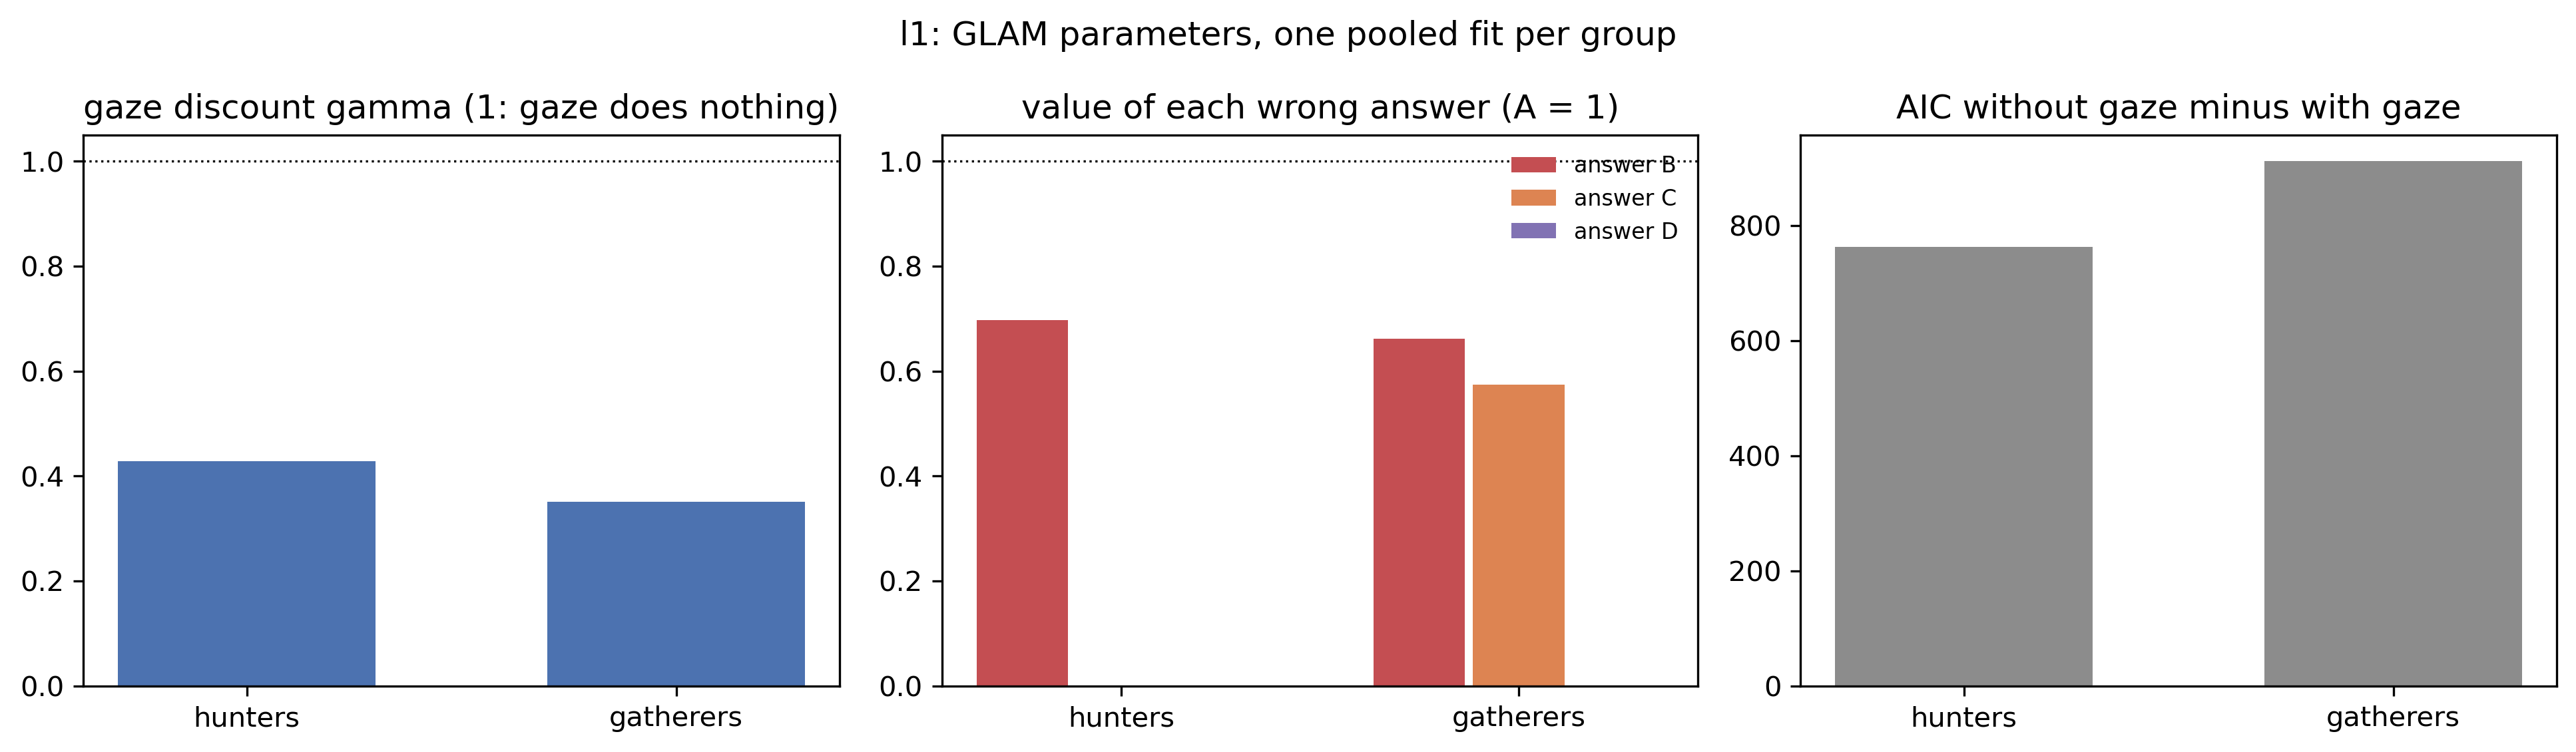 l1: GLAM parameters, one pooled fit per group
gaze discount gamma (1: gaze does nothing)
1.0
0.8
0.6
0.4
0.2
0.0
hunters
gatherers
value of each wrong answer (A = 1)
1.0
0.8
0.6
0.4
0.2
0.0
answer B
answer C
answer D
hunters
gatherers
AIC without gaze minus with gaze
800
600
400
200
0
hunters
gatherers